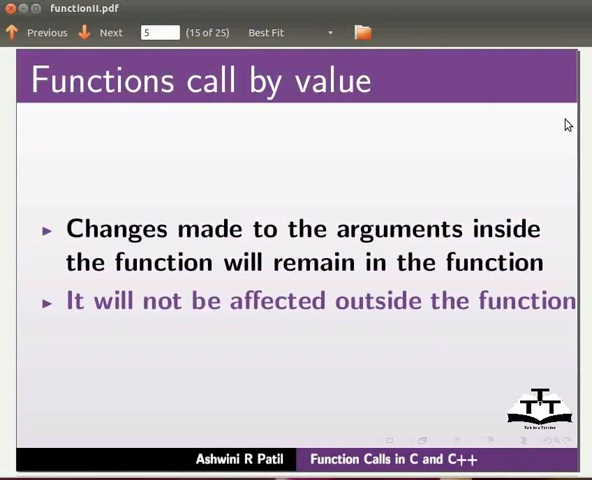 functionII.pdf
Previous Next 5 (15 of 25) Best Fit
Functions call by value
Changes made to the arguments inside
the function will remain in the function
It will not be affected outside the function
T
TTT
Ashwini R Patil Function Calls in C and C++